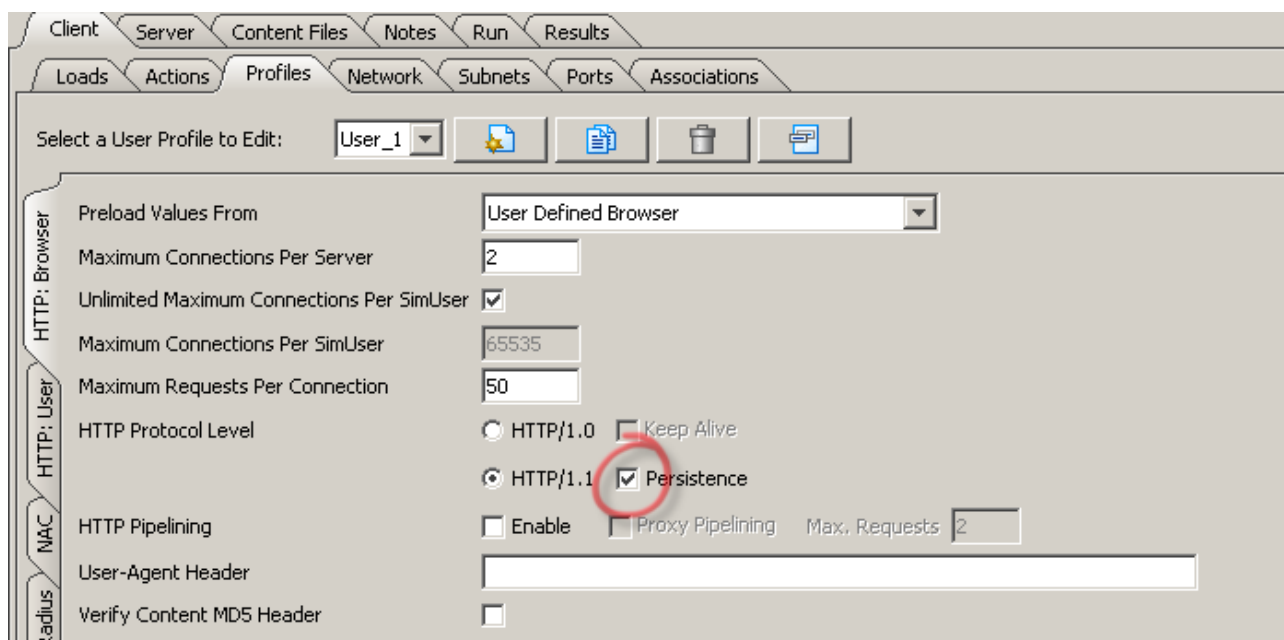 Client Server Content Files Notes Run Results
Loads Actions Profiles Network Subnets Ports Associations
Select a User Profile to Edit: User_1
HTTP: Browser
HTTP: User
NAC
Radius
Preload Values From User Defined Browser
Maximum Connections Per Server 2
Unlimited Maximum Connections Per SimUser
Maximum Connections Per SimUser 65535
Maximum Requests Per Connection 50
HTTP Protocol Level HTTP/1.0 Keep Alive
HTTP/1.1 Persistence
HTTP Pipelining Enable Proxy Pipelining Max. Requests 2
User-Agent Header
Verify Content MD5 Header